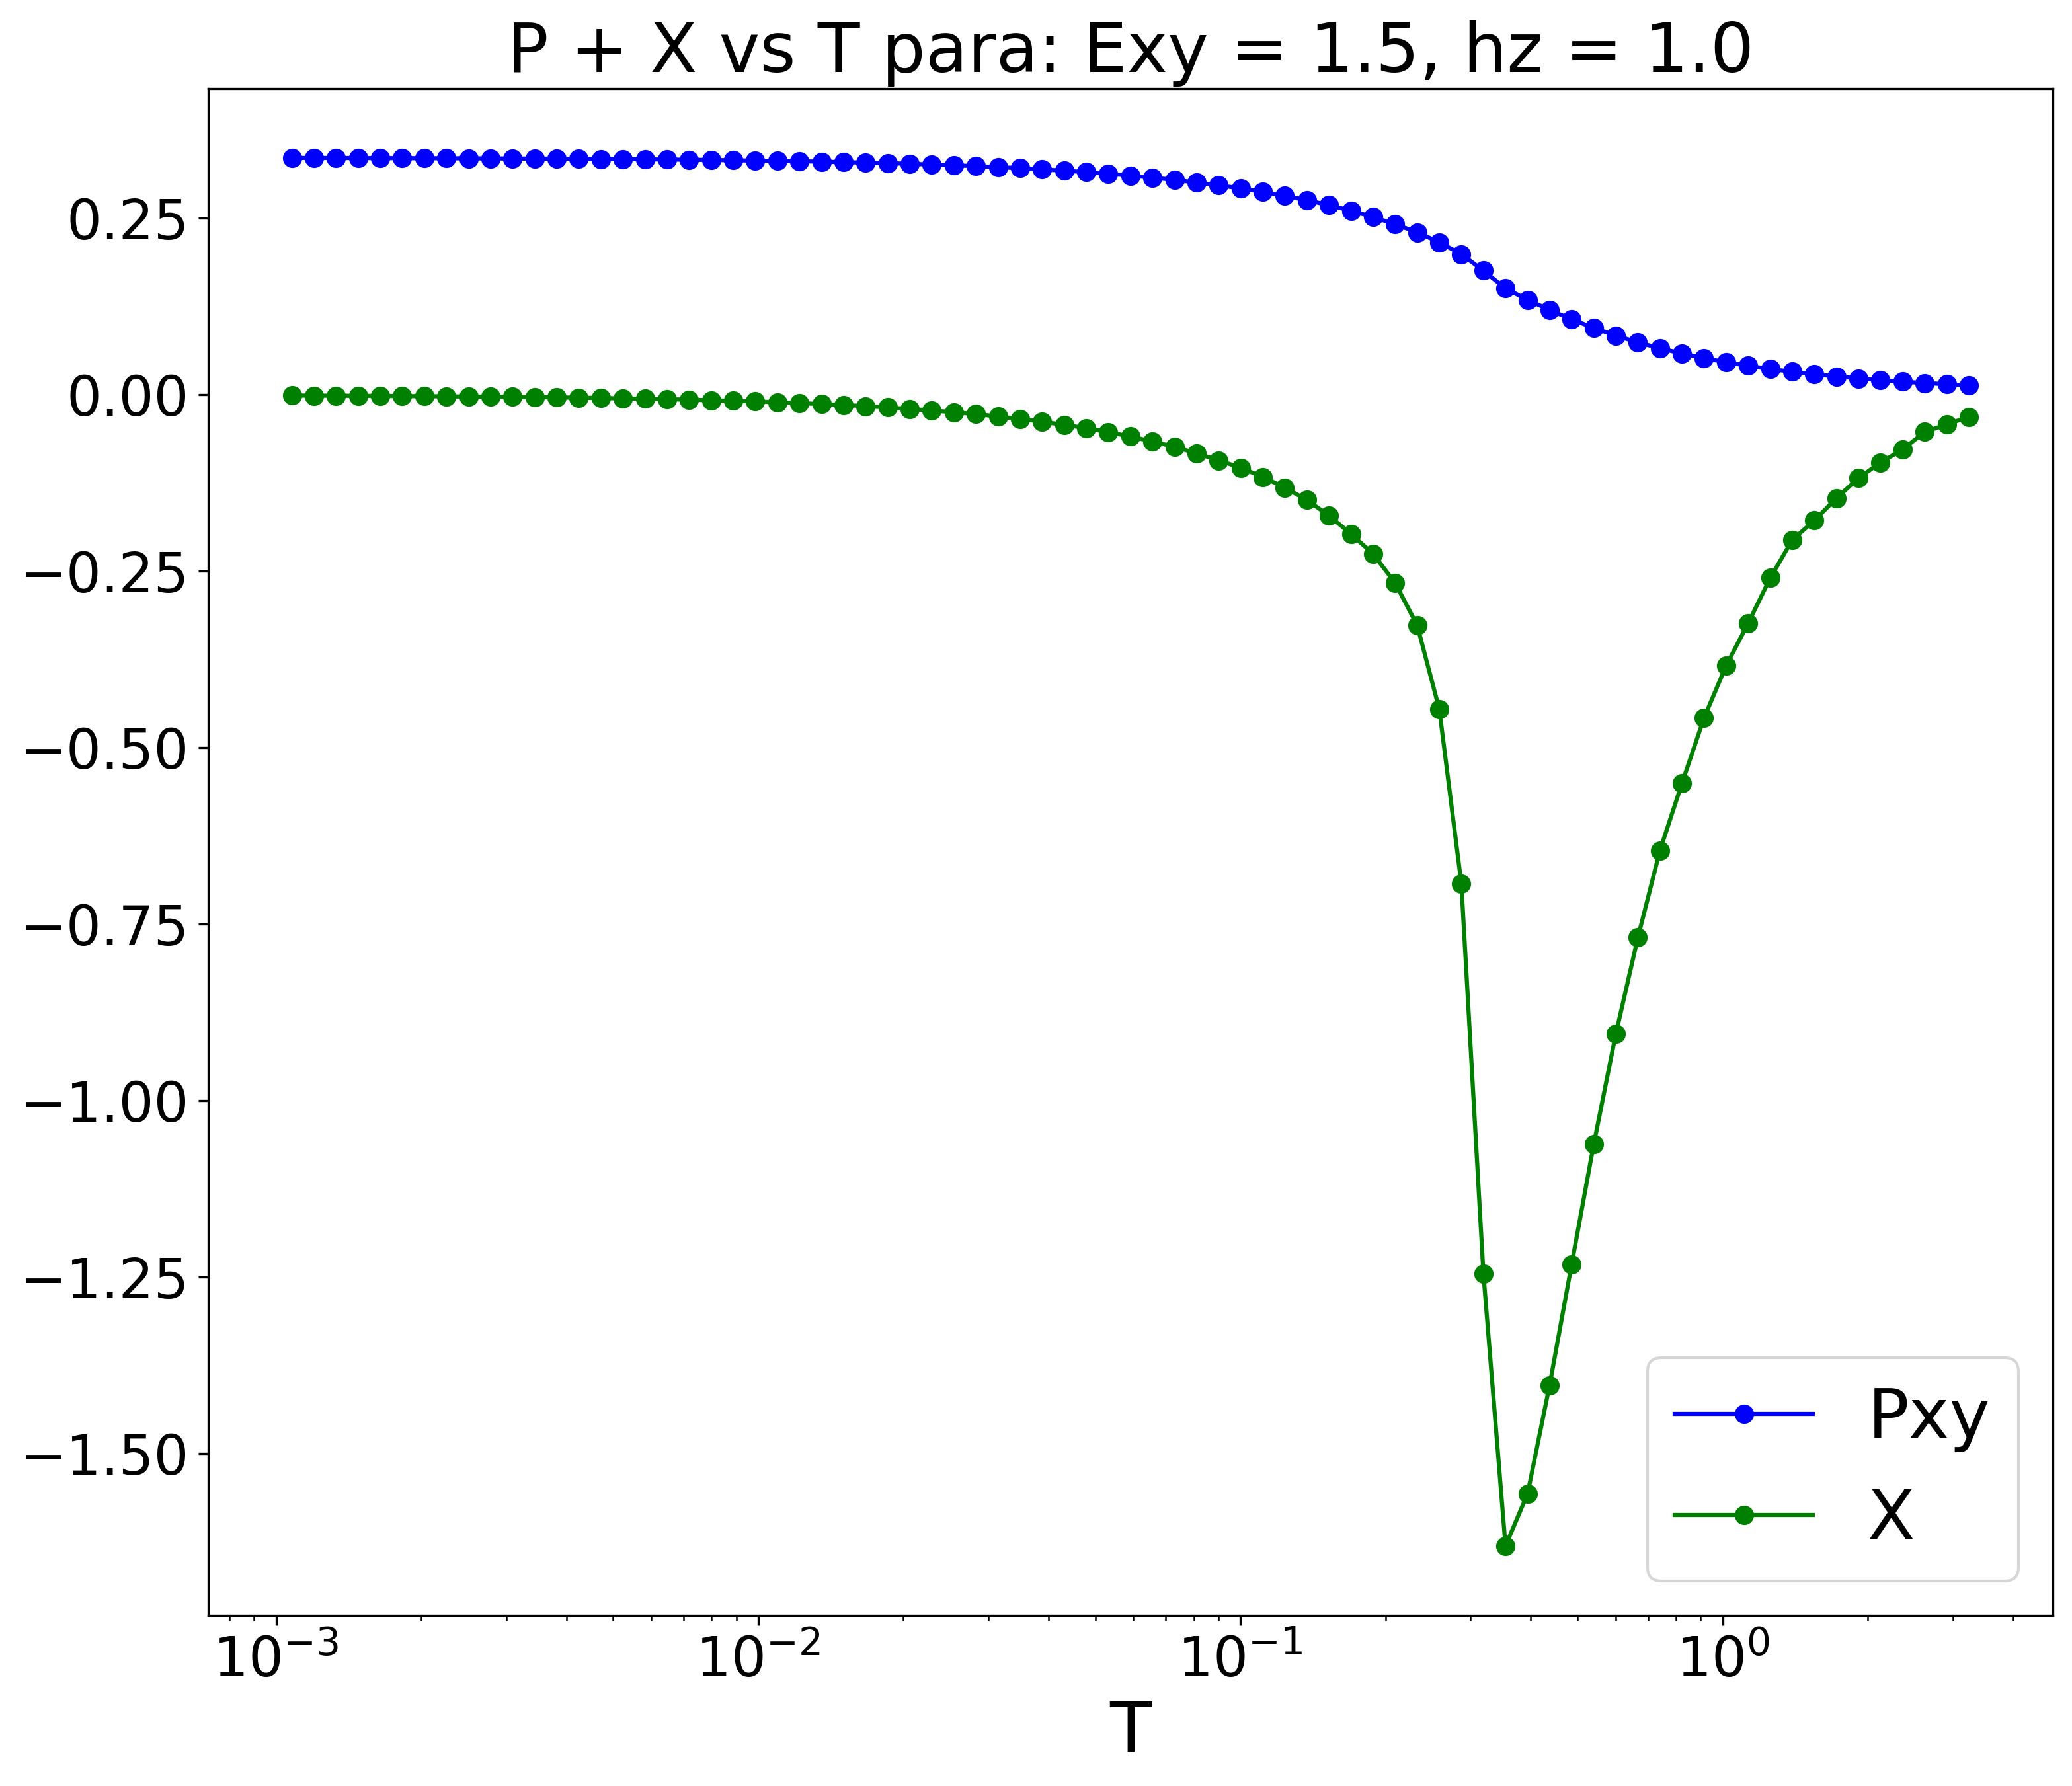 P + X vs T para: Exy = 1.5, hz = 1.0
0.25
0.00
−0.25
−0.50
−0.75
−1.00
−1.25
−1.50
Pxy
X
10⁻³ 10⁻² 10⁻¹ 10⁰
T